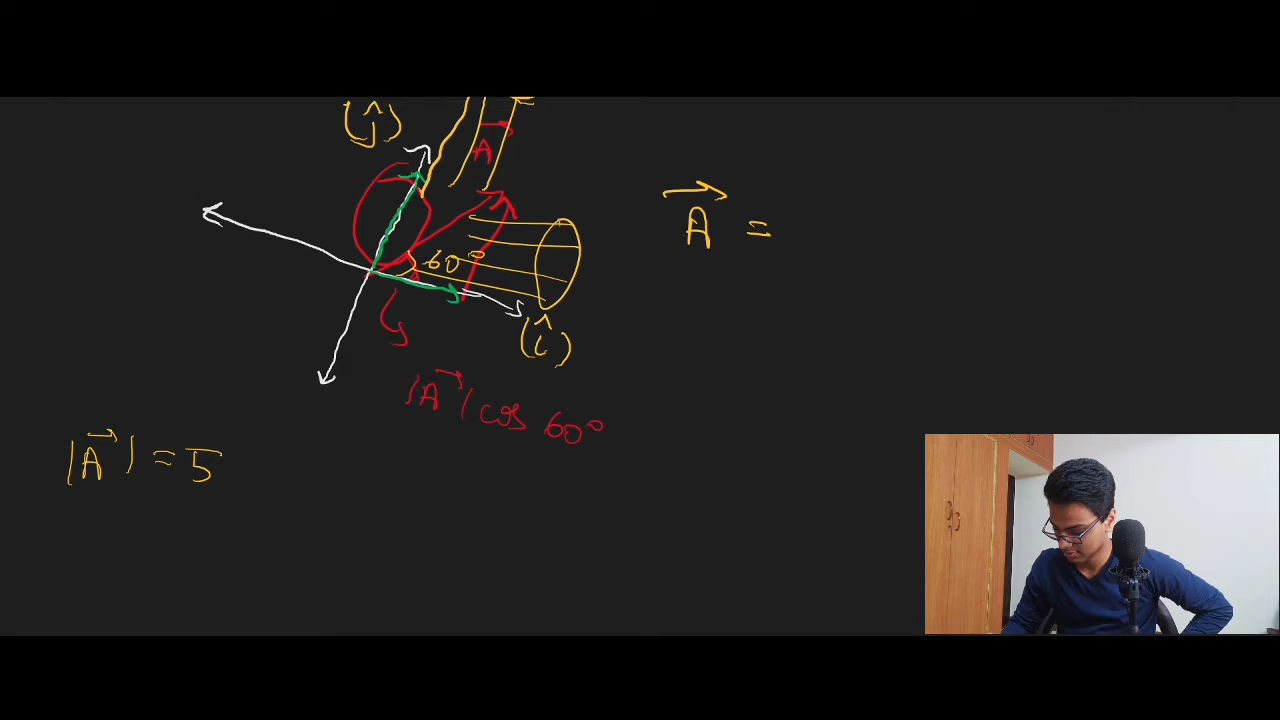 (ĵ)
A⃗
A⃗ =
60°
(î)
|A⃗| cos 60°
|A⃗| = 5